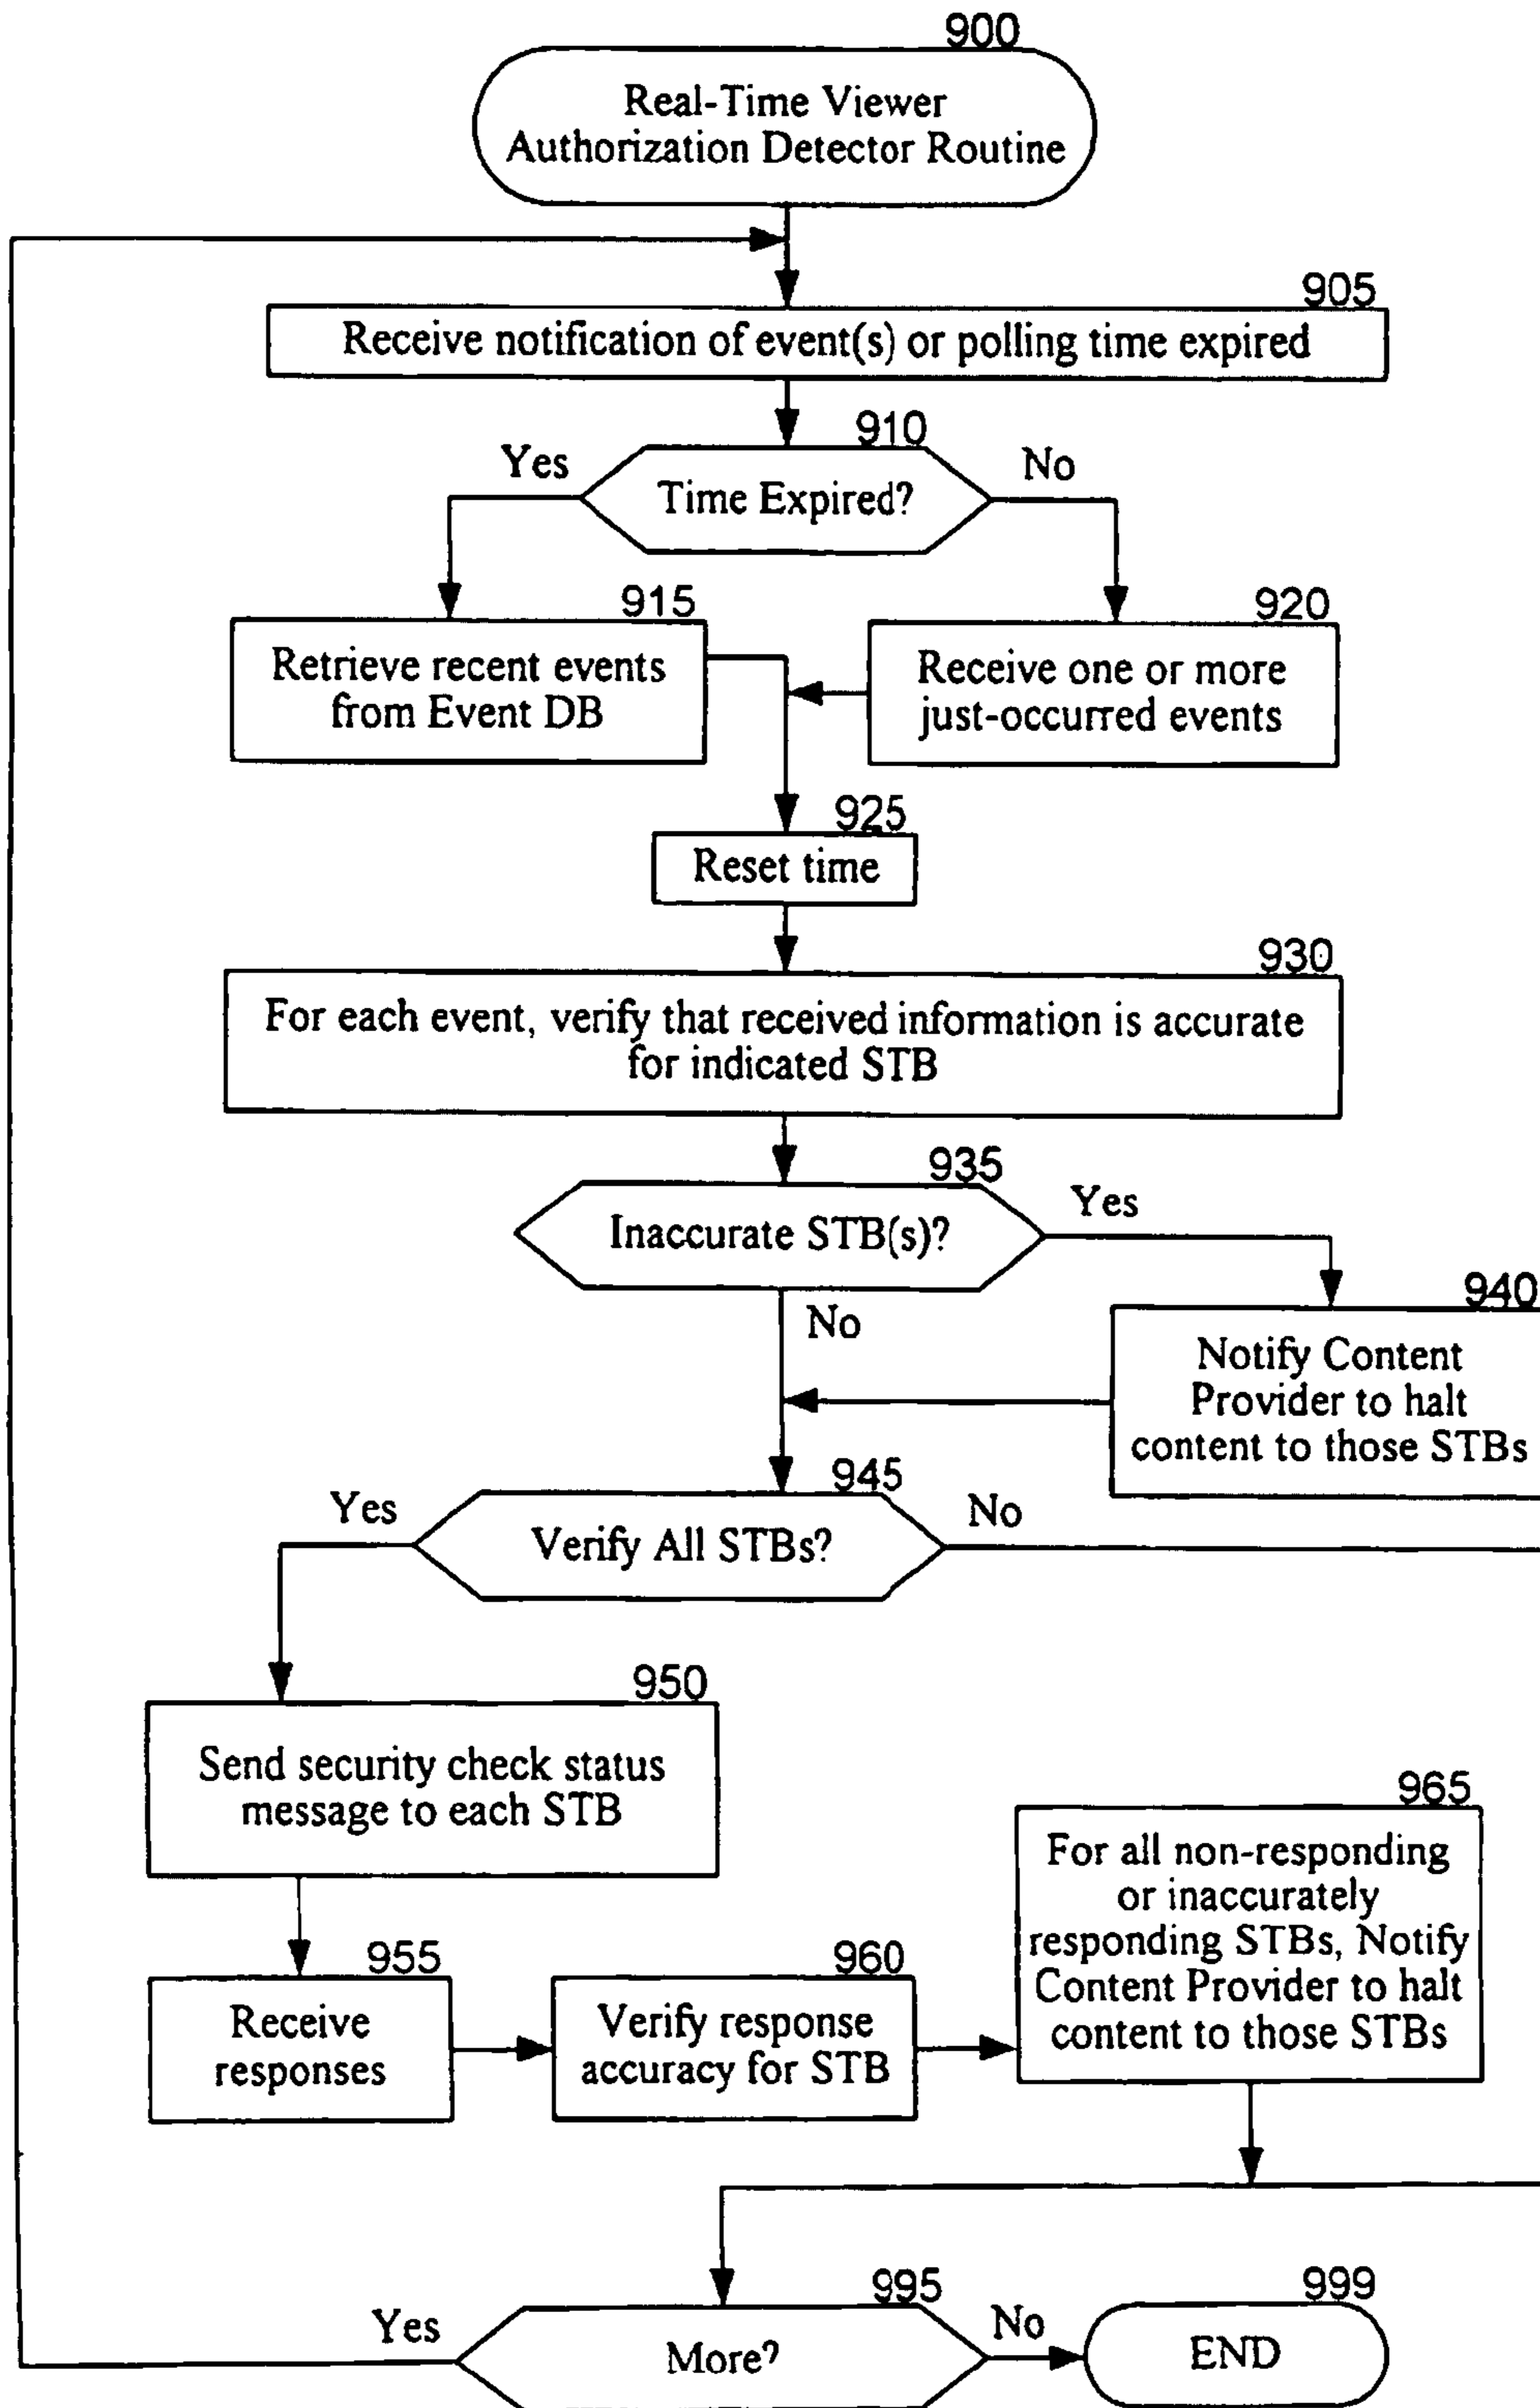 900
Real-Time Viewer
Authorization Detector Routine
905
Receive notification of event(s) or polling time expired
910
Yes
No
Time Expired?
915
920
Retrieve recent events
from Event DB
Receive one or more
just-occurred events
925
Reset time
930
For each event, verify that received information is accurate
for indicated STB
935
Yes
Inaccurate STB(s)?
940
No
Notify Content
Provider to halt
content to those STBs
945
Yes
No
Verify All STBs?
950
Send security check status
message to each STB
965
For all non-responding
or inaccurately
responding STBs, Notify
Content Provider to halt
content to those STBs
955
960
Receive
responses
Verify response
accuracy for STB
995
999
Yes
No
More?
END